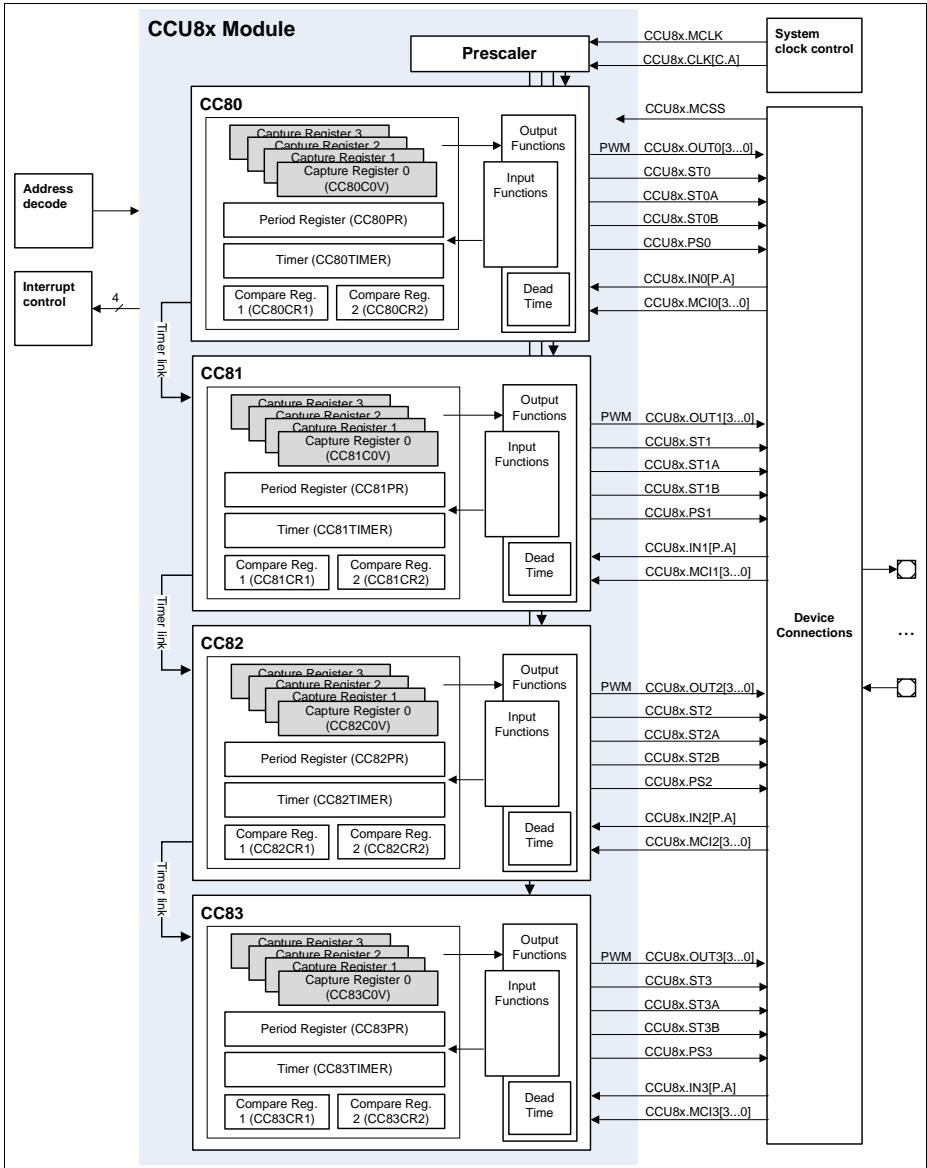 CCU8x Module
Prescaler
CCU8x.MCLK
CCU8x.CLK[C.A]
System
clock control
Address
decode
Interrupt
control
4
CC80
Capture Register 3
Capture Register 2
Capture Register 1
Capture Register 0
(CC80C0V)
Period Register (CC80PR)
Timer (CC80TIMER)
Compare Reg.
1 (CC80CR1)
Compare Reg.
2 (CC80CR2)
Output
Functions
Input
Functions
Dead
Time
CCU8x.MCSS
PWM
CCU8x.OUT0[3...0]
CCU8x.ST0
CCU8x.ST0A
CCU8x.ST0B
CCU8x.PS0
CCU8x.IN0[P.A]
CCU8x.MCI0[3...0]
Timer link
CC81
Capture Register 3
Capture Register 2
Capture Register 1
Capture Register 0
(CC81C0V)
Period Register (CC81PR)
Timer (CC81TIMER)
Compare Reg.
1 (CC81CR1)
Compare Reg.
2 (CC81CR2)
Output
Functions
Input
Functions
Dead
Time
PWM
CCU8x.OUT1[3...0]
CCU8x.ST1
CCU8x.ST1A
CCU8x.ST1B
CCU8x.PS1
CCU8x.IN1[P.A]
CCU8x.MCI1[3...0]
Timer link
Device
Connections
...
CC82
Capture Register 3
Capture Register 2
Capture Register 1
Capture Register 0
(CC82C0V)
Period Register (CC82PR)
Timer (CC82TIMER)
Compare Reg.
1 (CC82CR1)
Compare Reg.
2 (CC82CR2)
Output
Functions
Input
Functions
Dead
Time
PWM
CCU8x.OUT2[3...0]
CCU8x.ST2
CCU8x.ST2A
CCU8x.ST2B
CCU8x.PS2
CCU8x.IN2[P.A]
CCU8x.MCI2[3...0]
Timer link
CC83
Capture Register 3
Capture Register 2
Capture Register 1
Capture Register 0
(CC83C0V)
Period Register (CC83PR)
Timer (CC83TIMER)
Compare Reg.
1 (CC83CR1)
Compare Reg.
2 (CC83CR2)
Output
Functions
Input
Functions
Dead
Time
PWM
CCU8x.OUT3[3...0]
CCU8x.ST3
CCU8x.ST3A
CCU8x.ST3B
CCU8x.PS3
CCU8x.IN3[P.A]
CCU8x.MCI3[3...0]